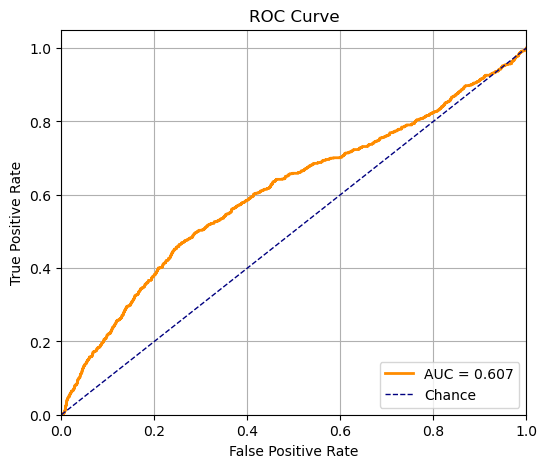 ROC Curve
True Positive Rate
1.0
0.8
0.6
0.4
0.2
0.0
0.0 0.2 0.4 0.6 0.8 1.0
False Positive Rate
AUC = 0.607
Chance